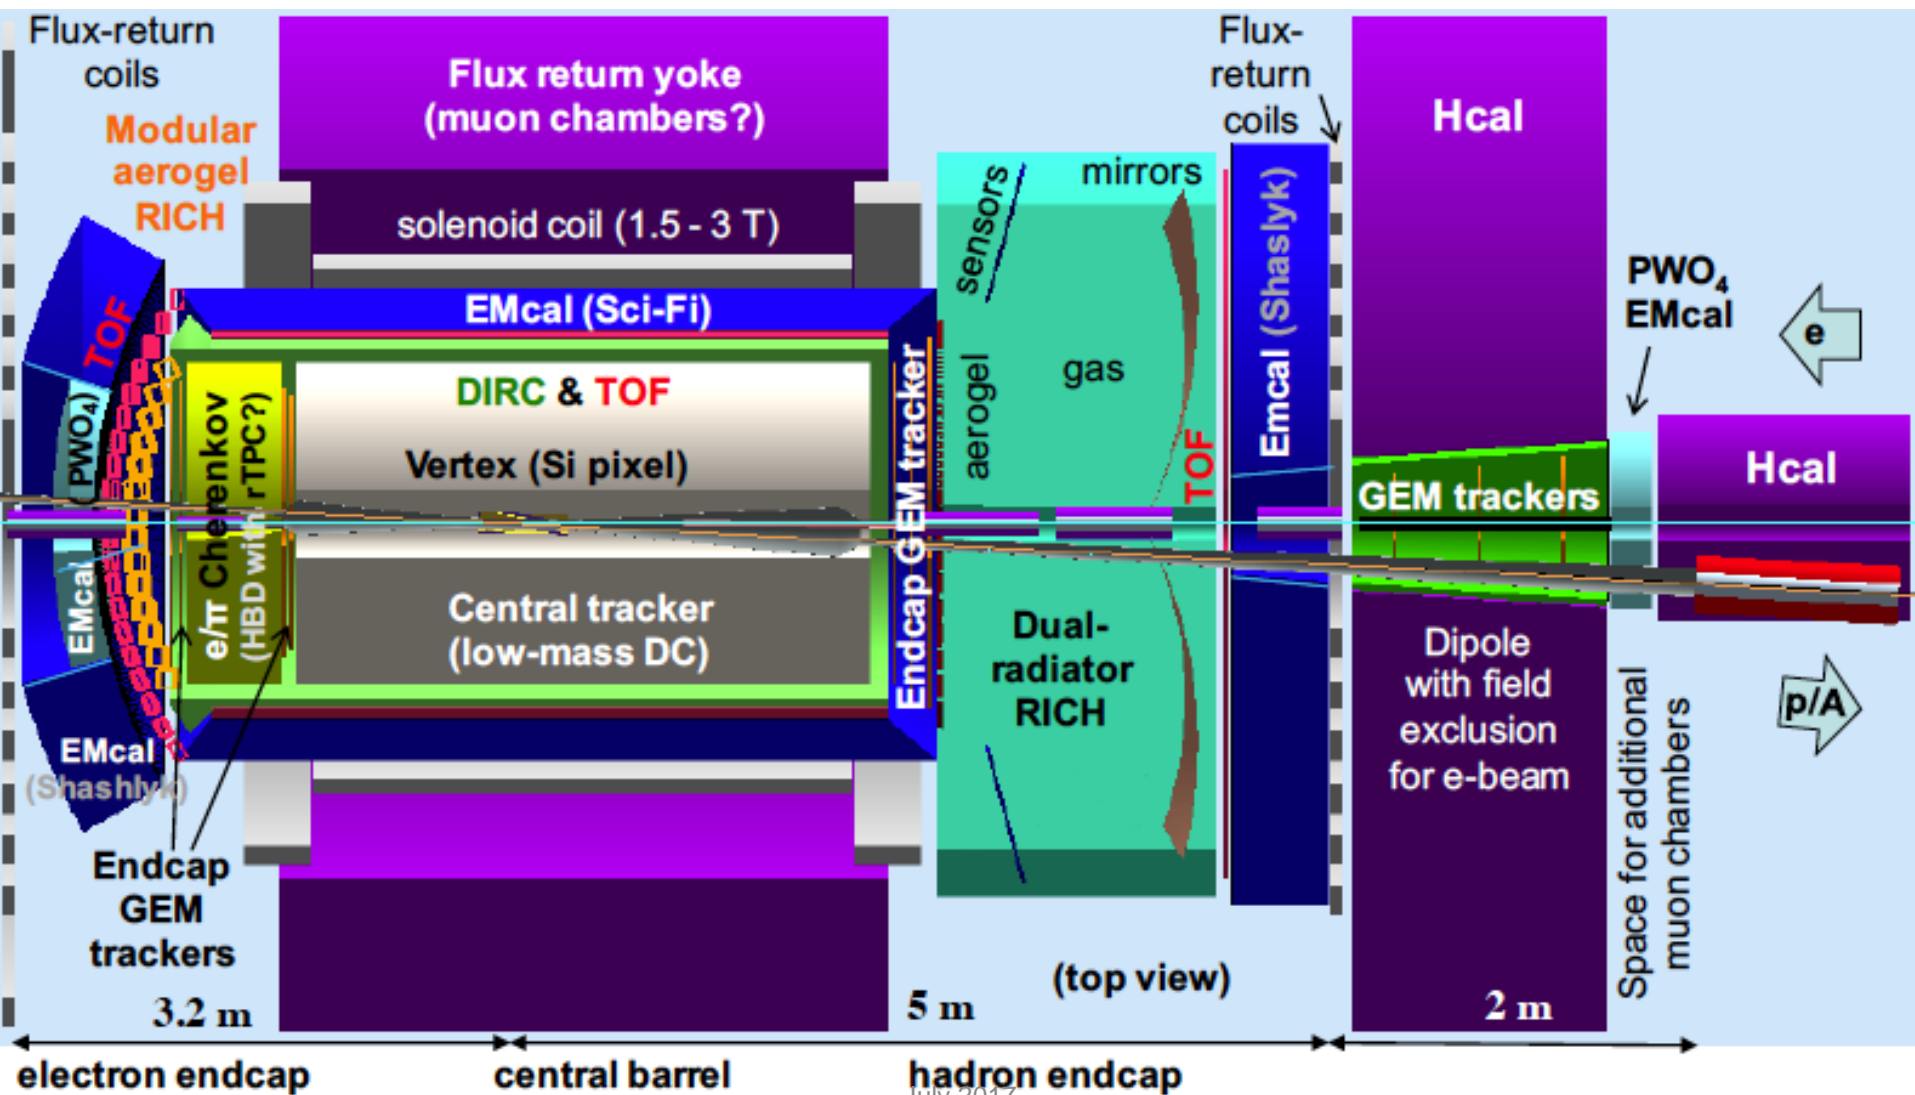 Flux-return
coils
Modular
aerogel
RICH
Flux return yoke
(muon chambers?)
solenoid coil (1.5 - 3 T)
EMcal (Sci-Fi)
TOF
(PWO₄)
EMcal
EMcal
(Shashlyk)
e/π Cherenkov
(HBD with rTPC?)
DIRC & TOF
Vertex (Si pixel)
Central tracker
(low-mass DC)
Endcap
GEM
trackers
Endcap GEM tracker
sensors
mirrors
aerogel
gas
Dual-
radiator
RICH
TOF
Flux-
return
coils
Emcal (Shaslyk)
Hcal
GEM trackers
Dipole
with field
exclusion
for e-beam
PWO₄
EMcal
e
Hcal
p/A
Space for additional
muon chambers
(top view)
3.2 m
5 m
2 m
electron endcap
central barrel
hadron endcap
July 2017